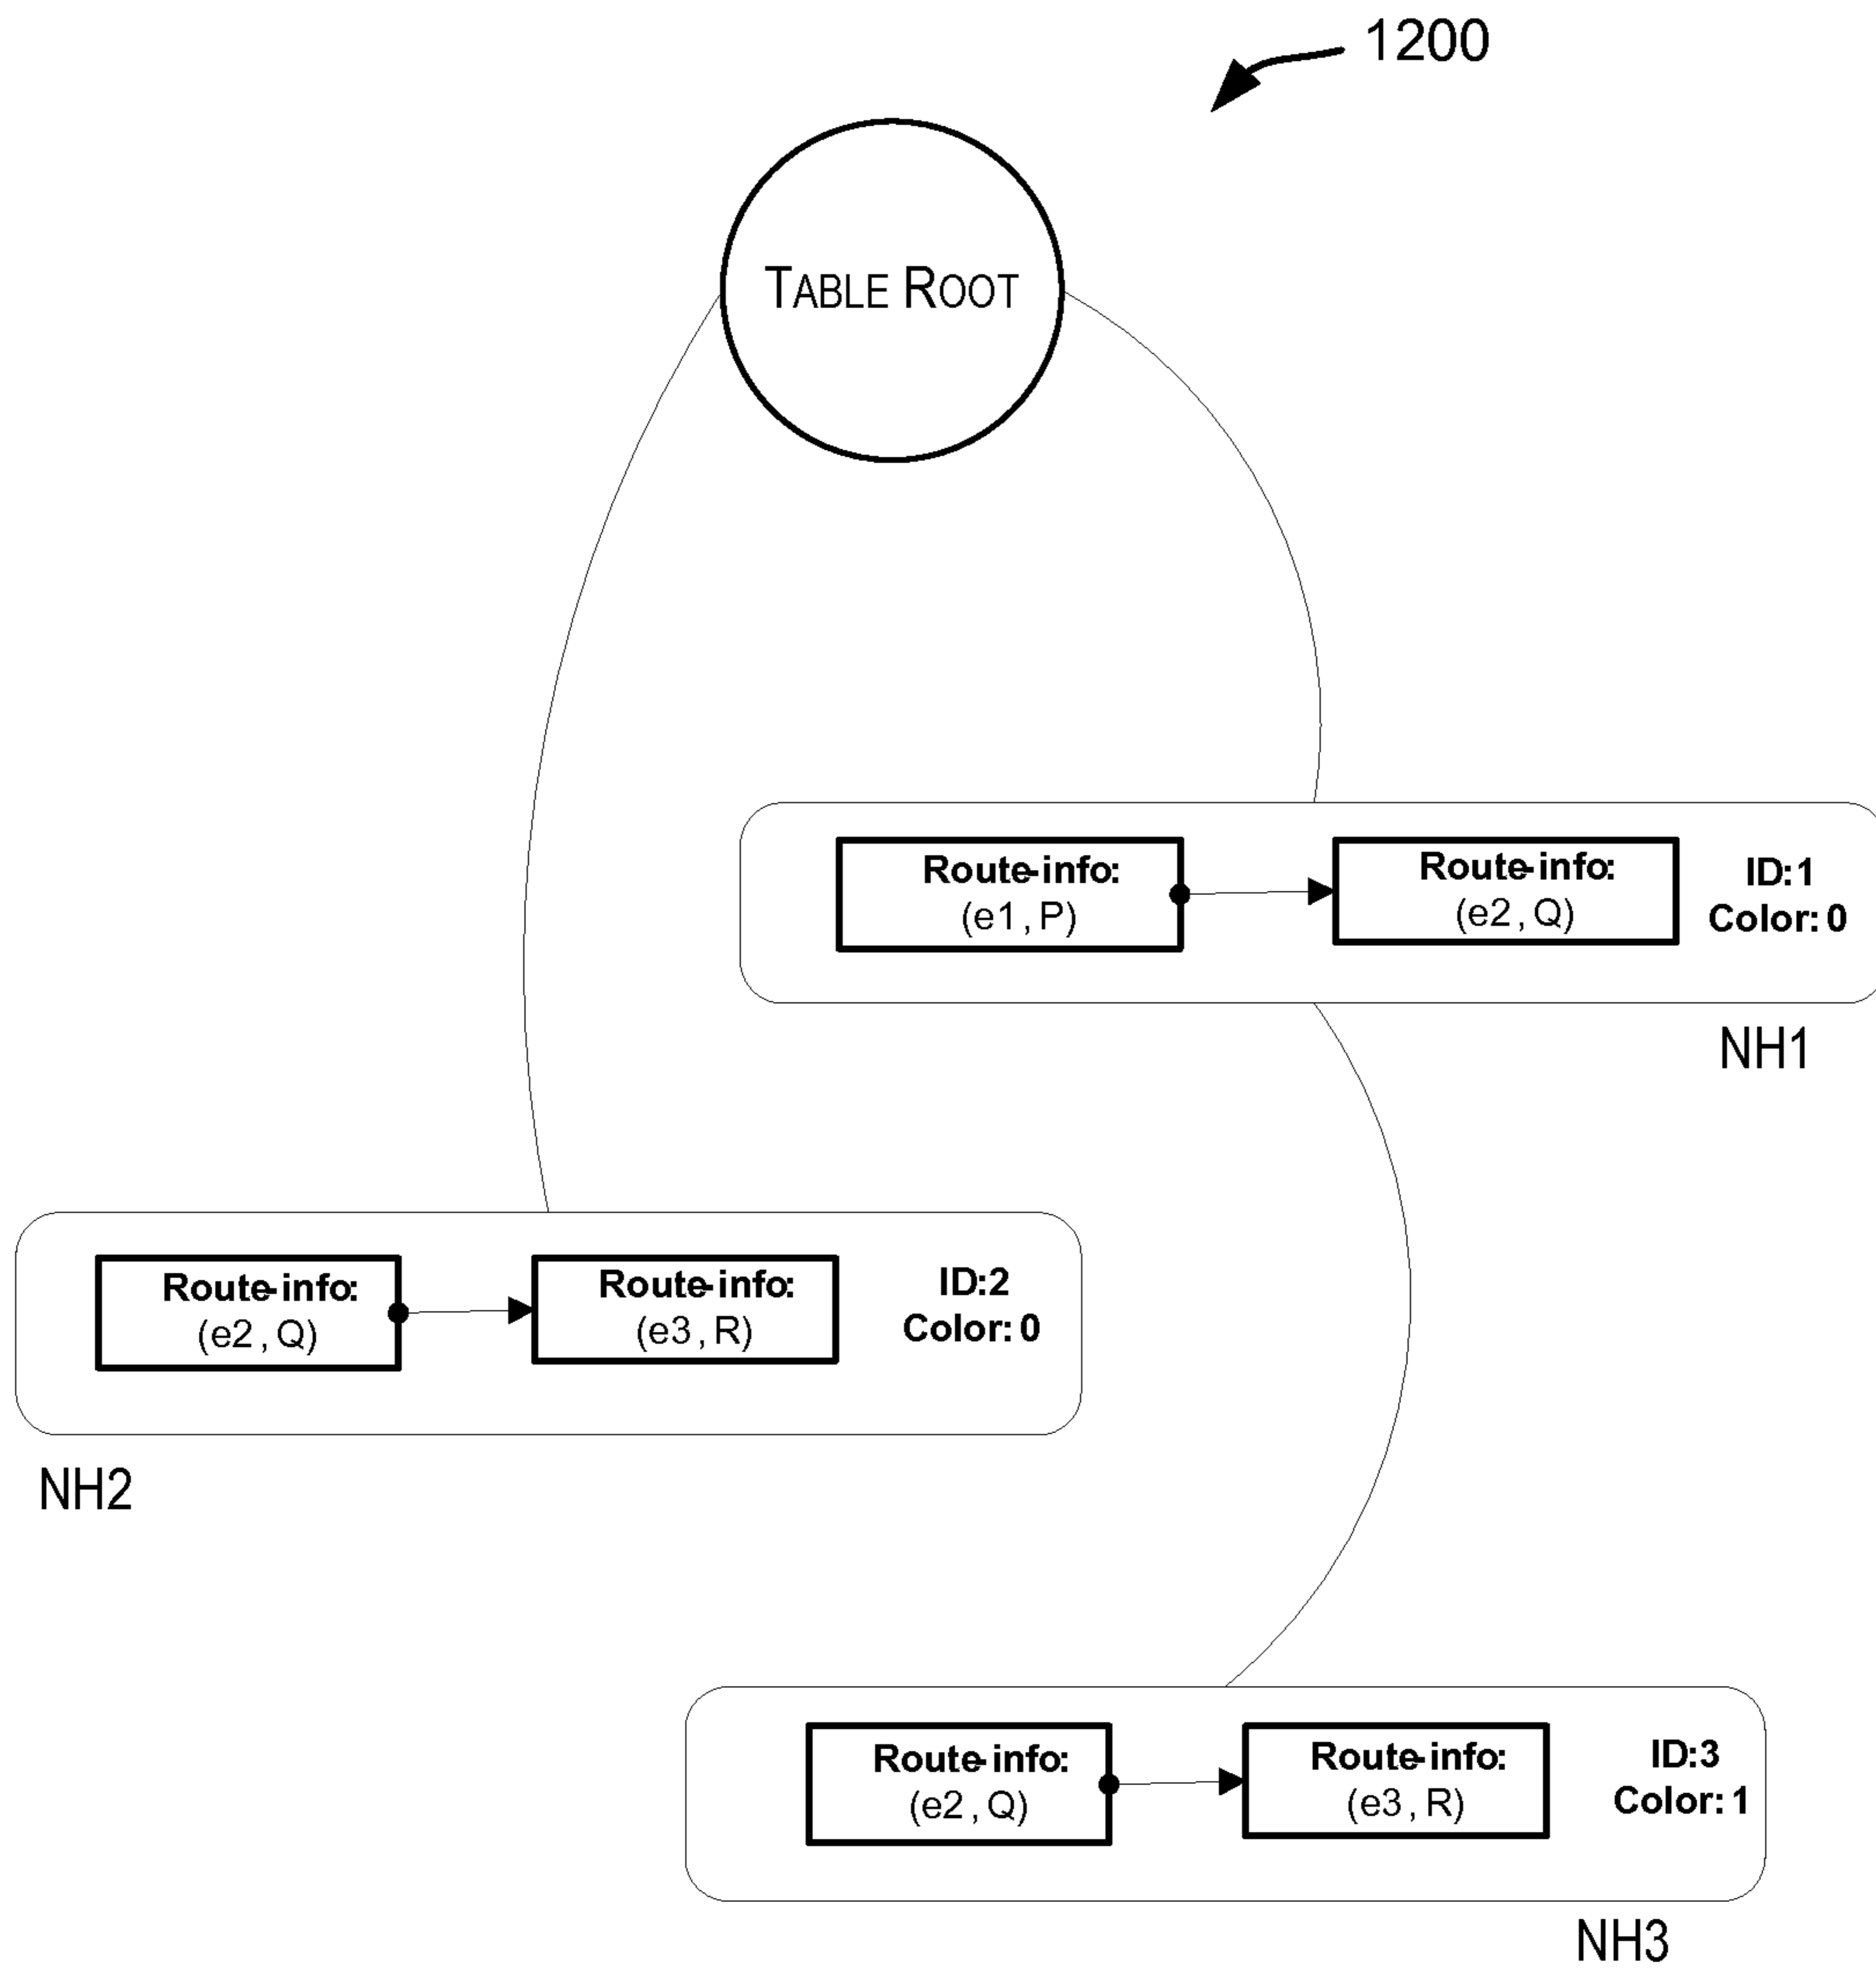 1200
TABLE ROOT
Route-info:
(e1, P)
Route-info:
(e2, Q)
ID:1
Color: 0
NH1
Route-info:
(e2, Q)
Route-info:
(e3, R)
ID:2
Color: 0
NH2
Route-info:
(e2, Q)
Route-info:
(e3, R)
ID:3
Color: 1
NH3